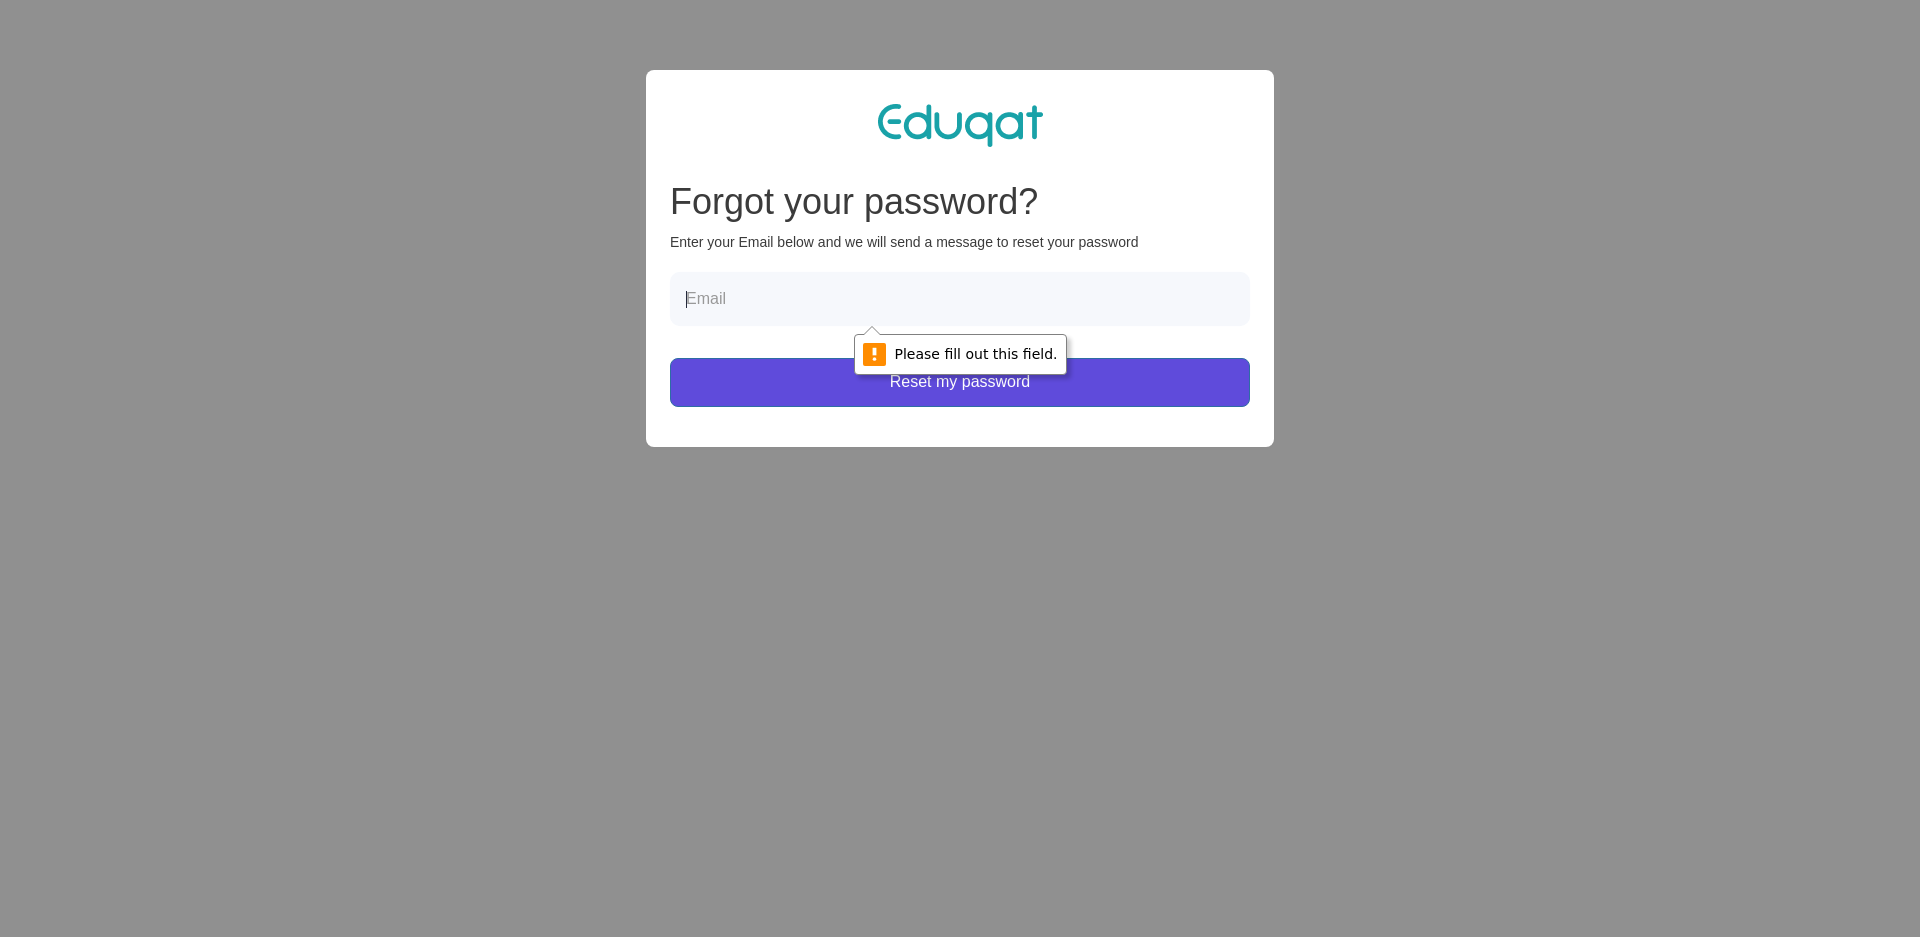 Eduqat
Forgot your password?
Enter your Email below and we will send a message to reset your password
Email
Please fill out this field.
Reset my password